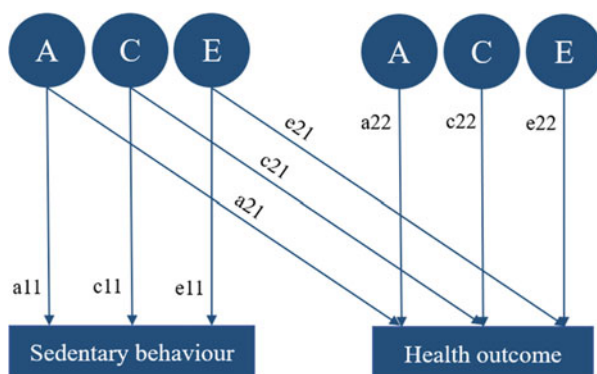 A C E A C E
e21 a22 c22 e22
c21
a21
a11 c11 e11
Sedentary behaviour Health outcome